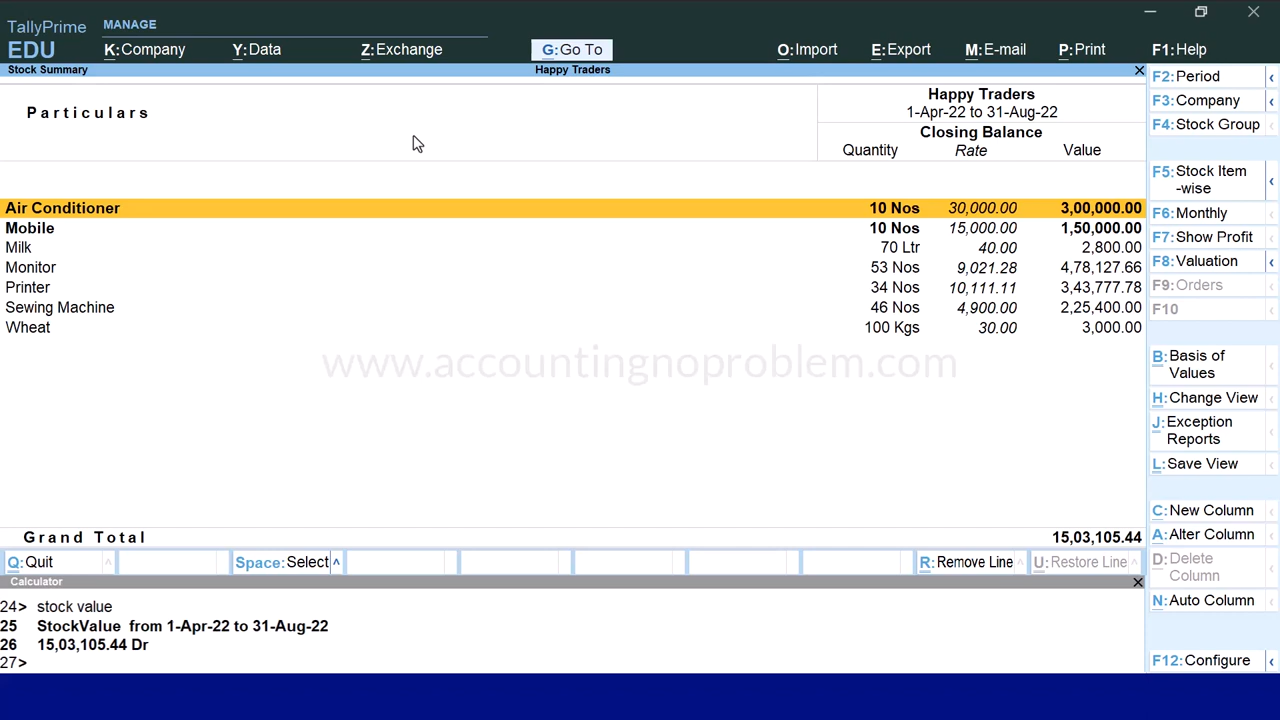 TallyPrime
EDU
MANAGE
K:Company Y:Data Z:Exchange G:Go To O:Import E:Export M:E-mail P:Print F1:Help
Stock Summary Happy Traders
Particulars
Happy Traders
1-Apr-22 to 31-Aug-22
Closing Balance
Quantity Rate Value
Air Conditioner 10 Nos 30,000.00 3,00,000.00
Mobile 10 Nos 15,000.00 1,50,000.00
Milk 70 Ltr 40.00 2,800.00
Monitor 53 Nos 9,021.28 4,78,127.66
Printer 34 Nos 10,111.11 3,43,777.78
Sewing Machine 46 Nos 4,900.00 2,25,400.00
Wheat 100 Kgs 30.00 3,000.00
www.accountingnoproblem.com
Grand Total 15,03,105.44
Q:Quit Space:Select R:Remove Line U:Restore Line
Calculator
24> stock value
25 StockValue from 1-Apr-22 to 31-Aug-22
26 15,03,105.44 Dr
27>
F2:Period
F3:Company
F4:Stock Group
F5:Stock Item
-wise
F6:Monthly
F7:Show Profit
F8:Valuation
F9:Orders
F10
B:Basis of
Values
H:Change View
J:Exception
Reports
L:Save View
C:New Column
A:Alter Column
D:Delete
Column
N:Auto Column
F12:Configure